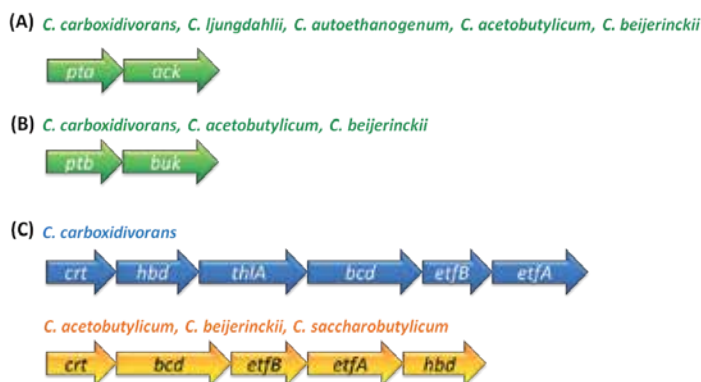 (A) C. carboxidivorans, C. ljungdahlii, C. autoethanogenum, C. acetobutylicum, C. beijerinckii
pta ack
(B) C. carboxidivorans, C. acetobutylicum, C. beijerinckii
ptb buk
(C) C. carboxidivorans
crt hbd thlA bcd etfB etfA
C. acetobutylicum, C. beijerinckii, C. saccharobutylicum
crt bcd etfB etfA hbd